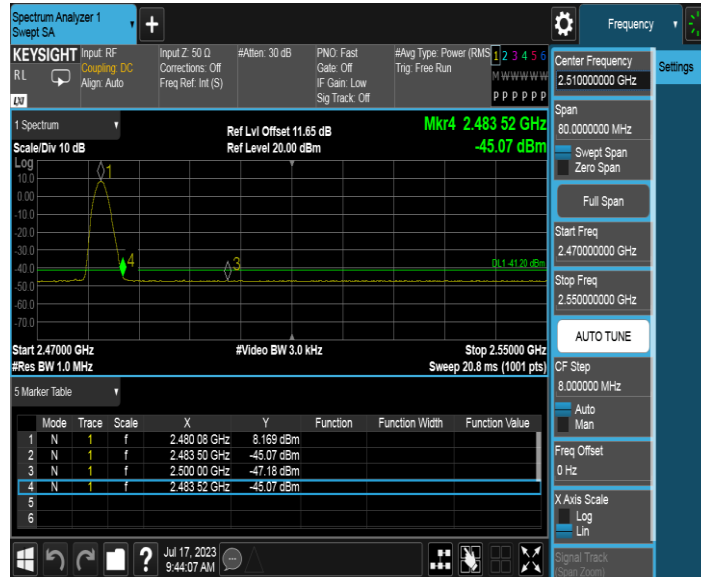 Spectrum Analyzer 1
Swept SA
+
Frequency
KEYSIGHT
Input: RF
Coupling: DC
Align: Auto
Input Z: 50 Ω
Corrections: Off
Freq Ref: Int (S)
#Atten: 30 dB
PNO: Fast
Gate: Off
IF Gain: Low
Sig Track: Off
#Avg Type: Power (RMS
Trig: Free Run
1 2 3 4 5 6
M W W W W W
P P P P P P
RL
LXI
1 Spectrum
Scale/Div 10 dB
Ref Lvl Offset 11.65 dB
Ref Level 20.00 dBm
Mkr4 2.483 52 GHz
-45.07 dBm
Log
10.0
0.00
-10.0
-20.0
-30.0
-40.0
-50.0
-60.0
-70.0
1
4
3
DL1 -41.20 dBm
Start 2.47000 GHz
#Video BW 3.0 kHz
Stop 2.55000 GHz
#Res BW 1.0 MHz
Sweep 20.8 ms (1001 pts)
5 Marker Table
Mode Trace Scale X Y Function Function Width Function Value
1 N 1 f 2.480 08 GHz 8.169 dBm
2 N 1 f 2.483 50 GHz -45.07 dBm
3 N 1 f 2.500 00 GHz -47.18 dBm
4 N 1 f 2.483 52 GHz -45.07 dBm
5
6
?
Jul 17, 2023
9:44:07 AM
Center Frequency
2.510000000 GHz
Settings
Span
80.0000000 MHz
Swept Span
Zero Span
Full Span
Start Freq
2.470000000 GHz
Stop Freq
2.550000000 GHz
AUTO TUNE
CF Step
8.000000 MHz
Auto
Man
Freq Offset
0 Hz
X Axis Scale
Log
Lin
Signal Track
(Span Zoom)